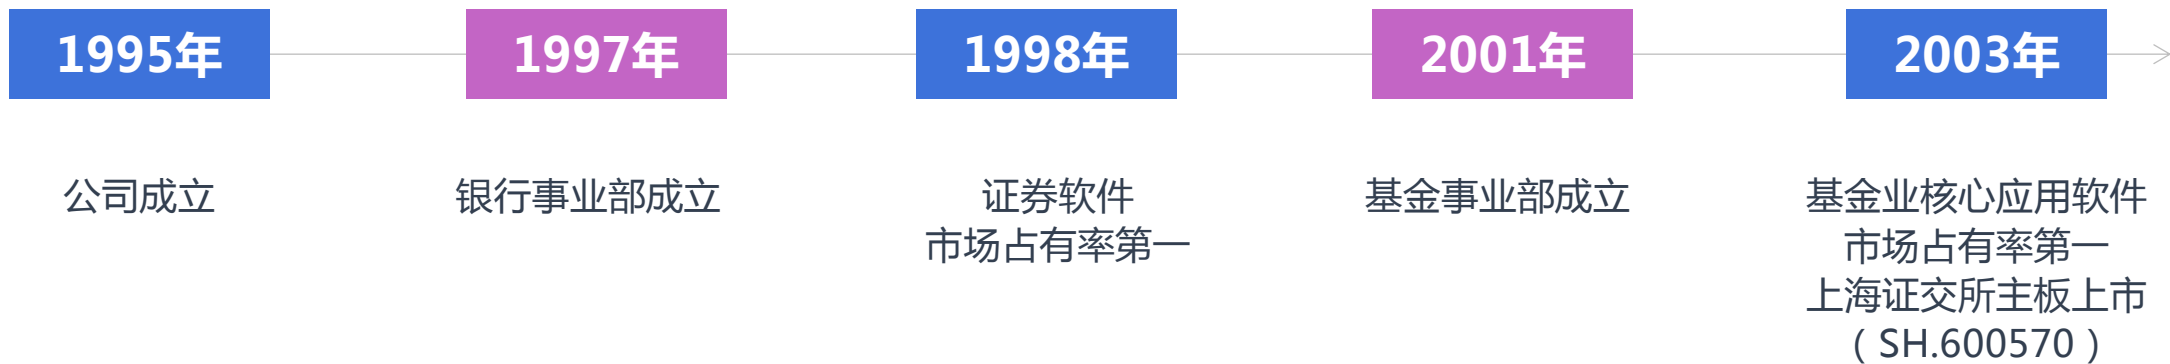 1995年
1997年
1998年
2001年
2003年
公司成立
银行事业部成立
证券软件
市场占有率第一
基金事业部成立
基金业核心应用软件
市场占有率第一
上海证交所主板上市
（SH.600570）